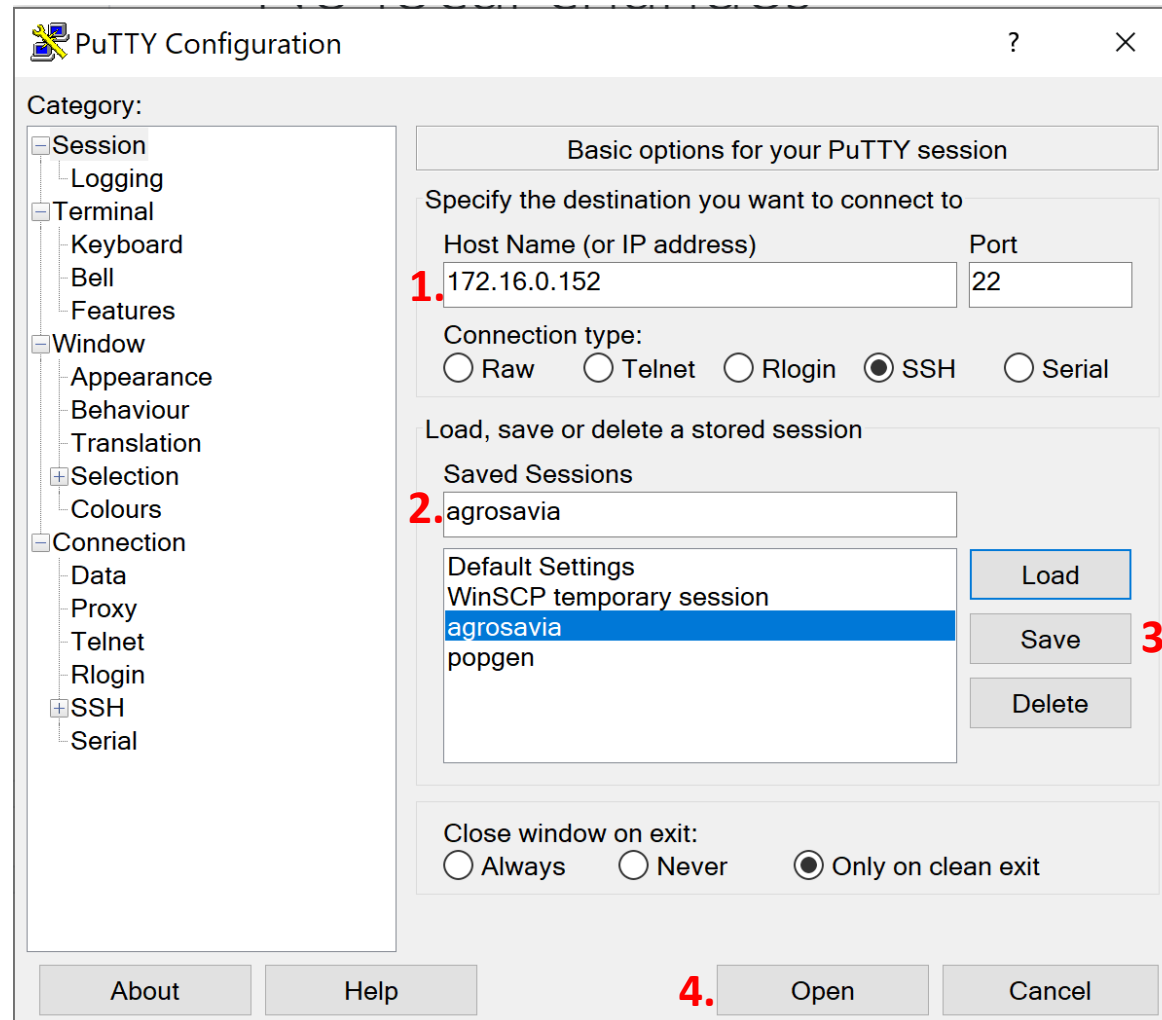 PuTTY Configuration ? ×
Category:
Session
Logging
Terminal
Keyboard
Bell
Features
Window
Appearance
Behaviour
Translation
Selection
Colours
Connection
Data
Proxy
Telnet
Rlogin
SSH
Serial
Basic options for your PuTTY session
Specify the destination you want to connect to
Host Name (or IP address) Port
1. 172.16.0.152 22
Connection type:
Raw Telnet Rlogin SSH Serial
Load, save or delete a stored session
Saved Sessions
2. agrosavia
Default Settings
WinSCP temporary session
agrosavia
popgen
Load
Save 3
Delete
Close window on exit:
Always Never Only on clean exit
About Help 4. Open Cancel